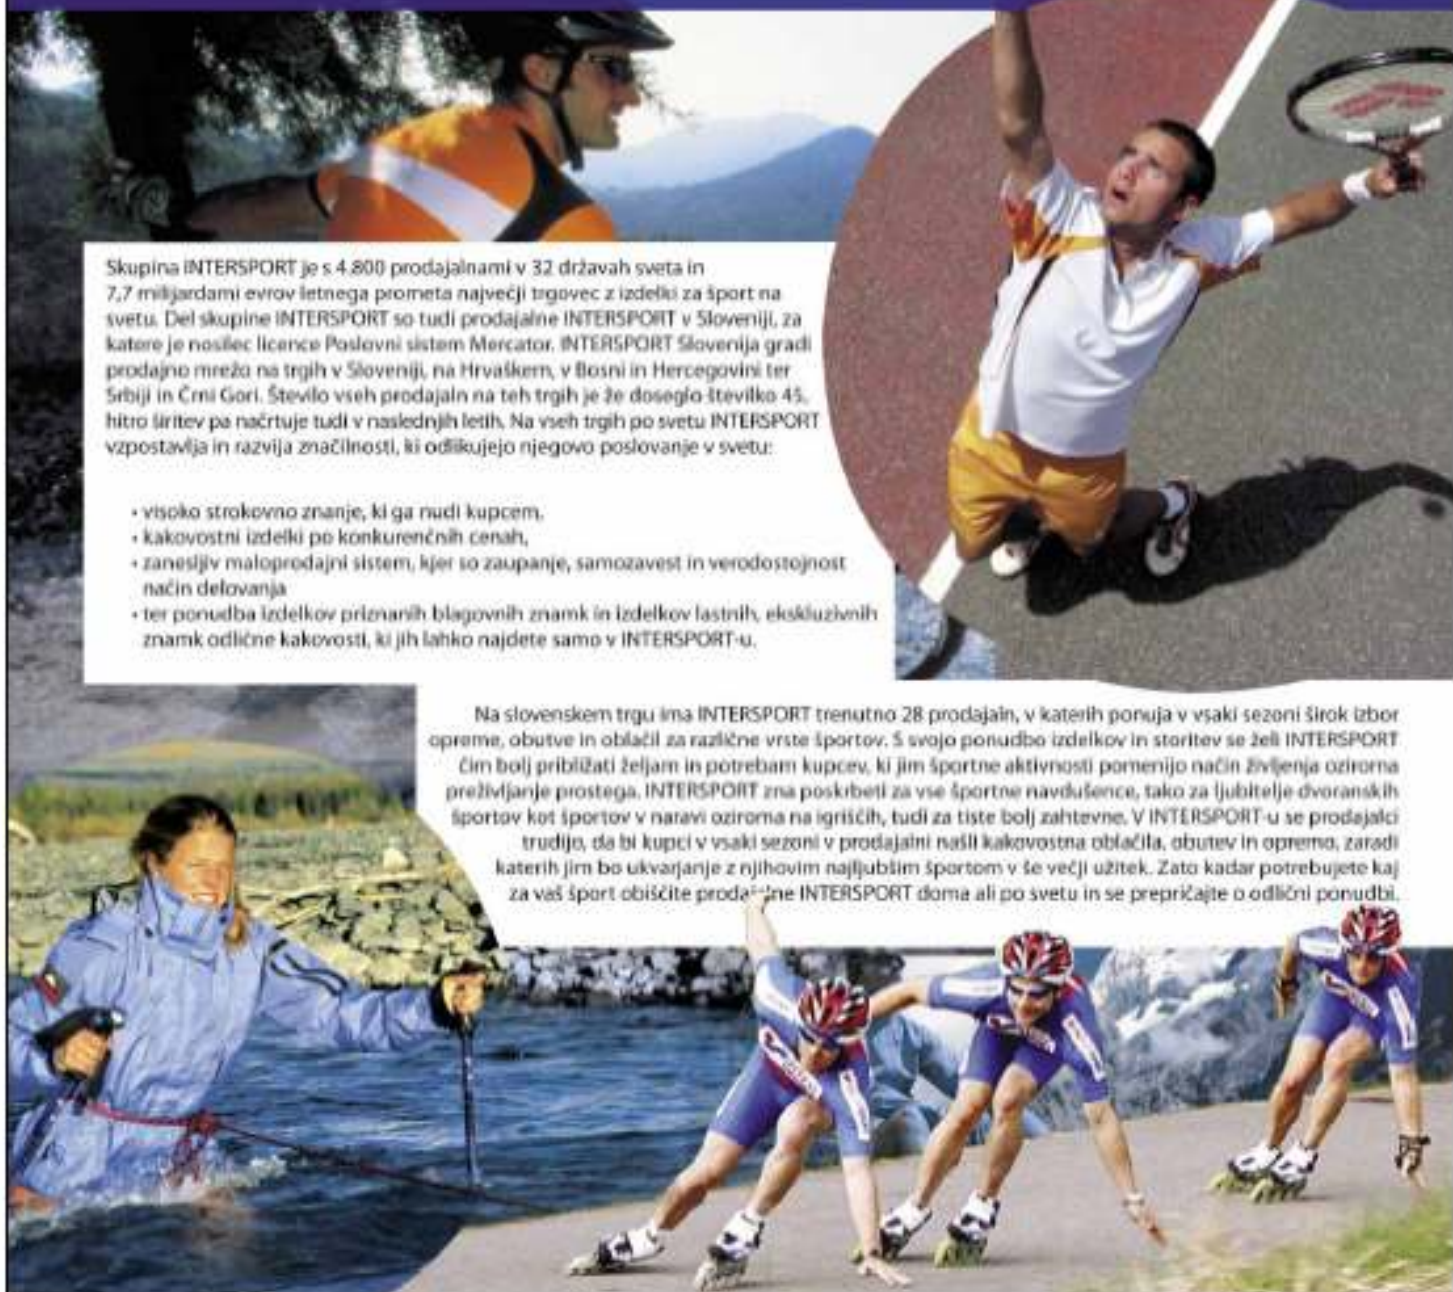 Skupina INTERSPORT je s 4.800 prodajalnami v 32 državah sveta in
7,7 milijardami evrov letnega prometa največji trgovec z izdelki za šport na
svetu. Del skupine INTERSPORT so tudi prodajalne INTERSPORT v Sloveniji, za
katere je nosilec licence Poslovni sistem Mercator. INTERSPORT Slovenija gradi
prodajno mrežo na trgih v Sloveniji, na Hrvaškem, v Bosni in Hercegovini ter
Srbiji in Črni Gori. Število vseh prodajaln na teh trgih je že doseglo številko 45,
hitro širitev pa načrtuje tudi v naslednjih letih. Na vseh trgih po svetu INTERSPORT
vzpostavlja in razvija značilnosti, ki odlikujejo njegovo poslovanje v svetu:
• visoko strokovno znanje, ki ga nudi kupcem,
• kakovostni izdelki po konkurenčnih cenah,
• zanesljiv maloprodajni sistem, kjer so zaupanje, samozavest in verodostojnost
način delovanja
• ter ponudba izdelkov priznanih blagovnih znamk in izdelkov lastnih, ekskluzivnih
znamk odlične kakovosti, ki jih lahko najdete samo v INTERSPORT-u.
Na slovenskem trgu ima INTERSPORT trenutno 28 prodajaln, v katerih ponuja v vsaki sezoni širok izbor
opreme, obutve in oblačil za različne vrste športov. S svojo ponudbo izdelkov in storitev se želi INTERSPORT
čim bolj približati željam in potrebam kupcev, ki jim športne aktivnosti pomenijo način življenja oziroma
preživljanje prostega. INTERSPORT zna poskrbeti za vse športne navdušence, tako za ljubitelje dvoranskih
športov kot športov v naravi oziroma na igriščih, tudi za tiste bolj zahtevne. V INTERSPORT-u se prodajalci
trudijo, da bi kupci v vsaki sezoni v prodajalni našli kakovostna oblačila, obutev in opremo, zaradi
katerih jim bo ukvarjanje z njihovim najljubšim športom v še večji užitek. Zato kadar potrebujete kaj
za vaš šport obiščite prodajalne INTERSPORT doma ali po svetu in se prepričajte o odlični ponudbi.